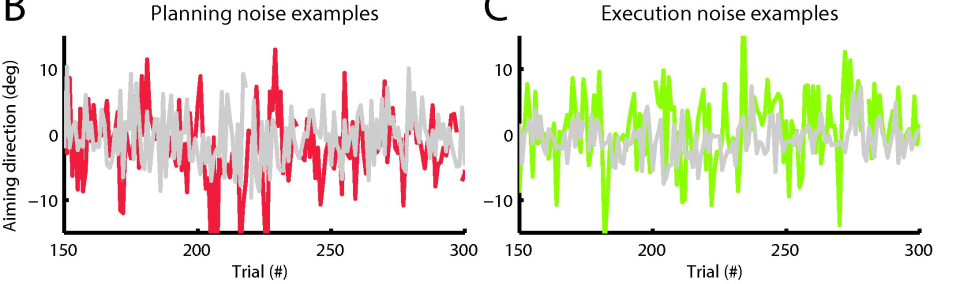 B
Planning noise examples
Aiming direction (deg)
10
0
−10
150
200
250
300
Trial (#)
C
Execution noise examples
10
0
−10
150
200
250
300
Trial (#)